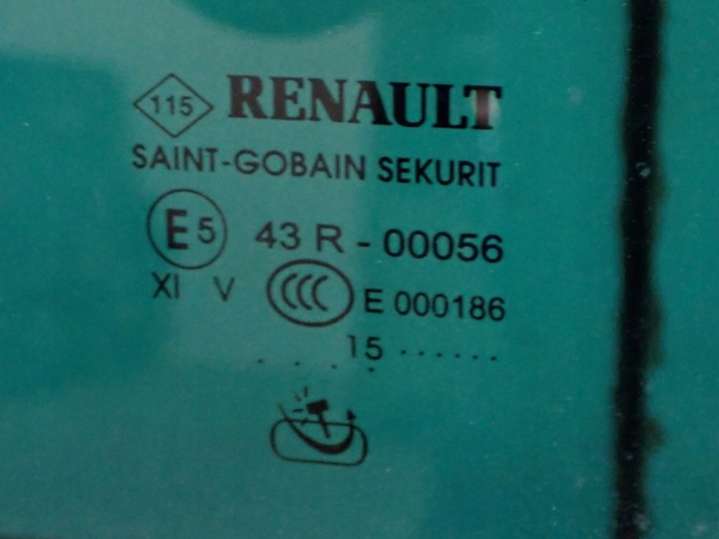 115 RENAULT
SAINT-GOBAIN SEKURIT
E5 43 R - 00056
XI V CCC E 000186
. . . . 15 . . . . . .